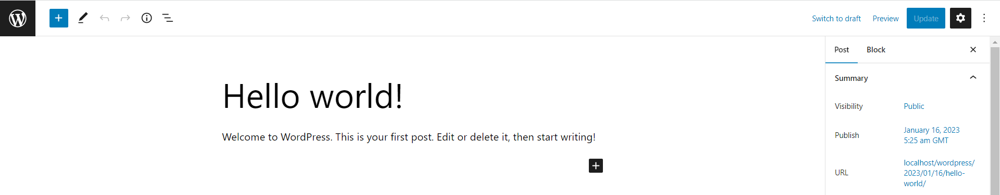 Switch to draft
Preview
Update
Post
Block
Summary
Hello world!
Visibility
Public
Welcome to WordPress. This is your first post. Edit or delete it, then start writing!
Publish
January 16, 2023
5:25 am GMT
URL
localhost/wordpress/
2023/01/16/hello-
world/